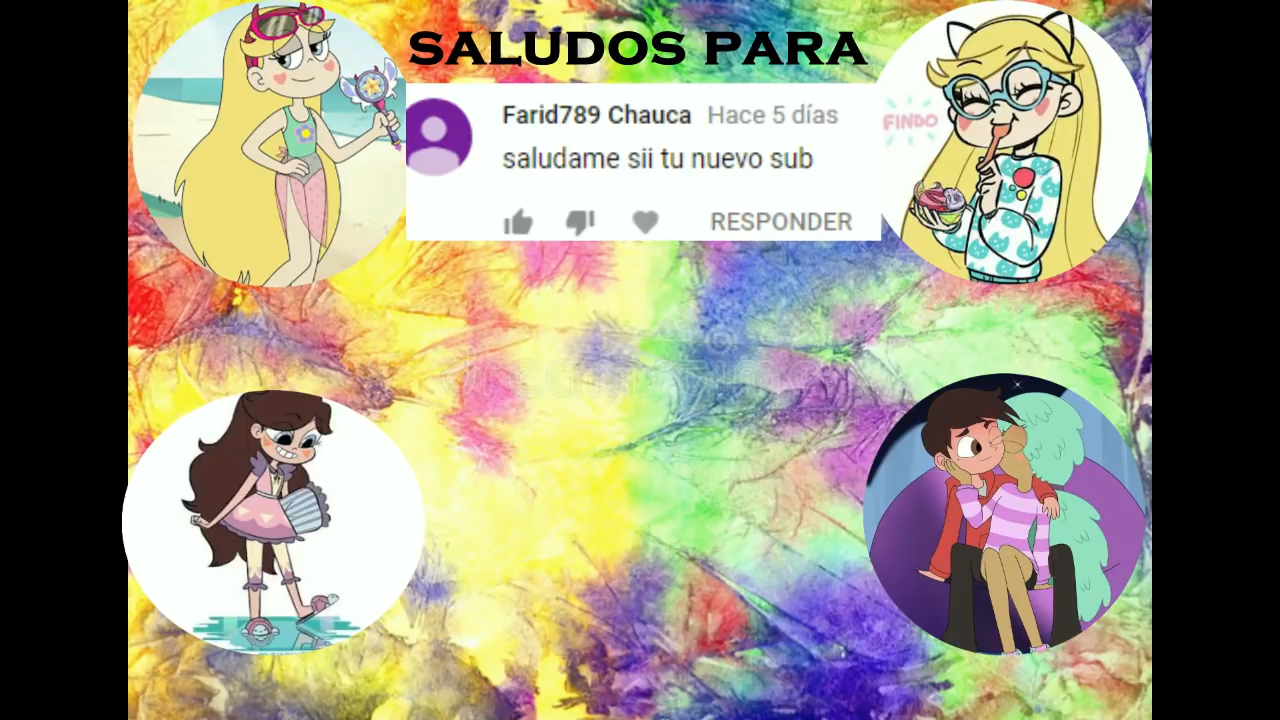 SALUDOS PARA
Farid789 Chauca Hace 5 días
saludame sii tu nuevo sub
RESPONDER
FINDO